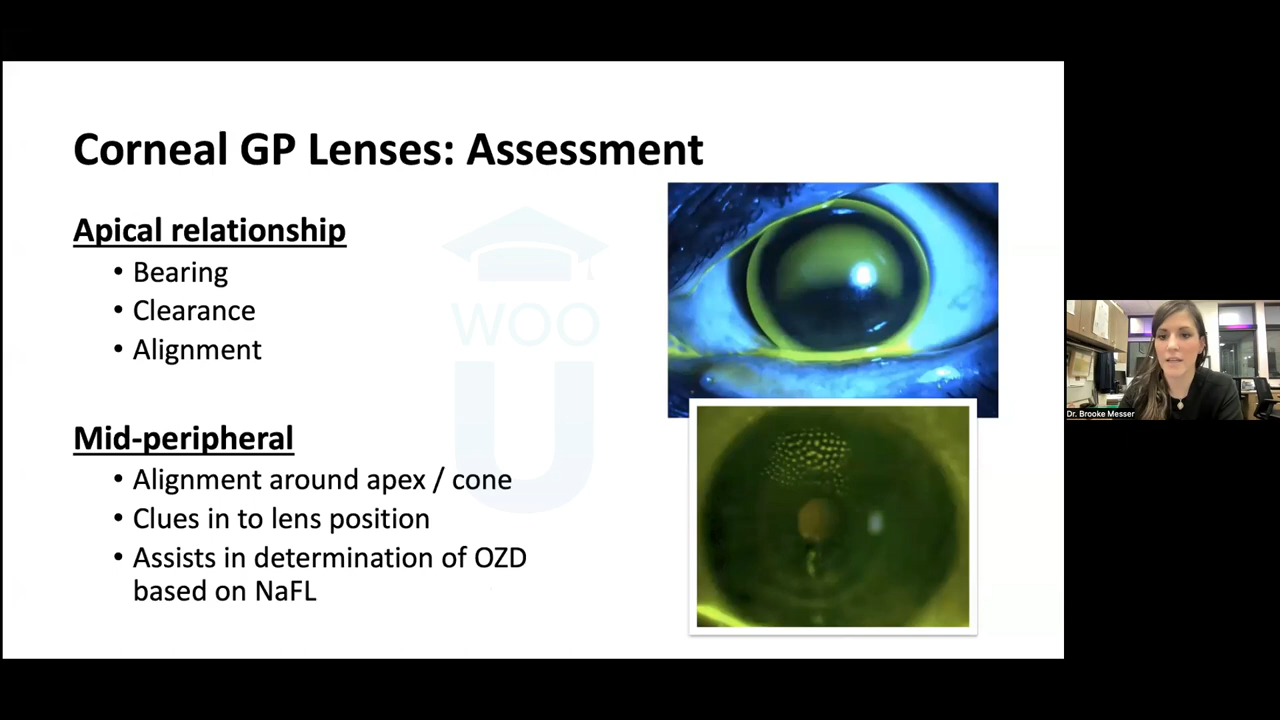 Corneal GP Lenses: Assessment
Apical relationship
• Bearing
• Clearance
• Alignment
WOO
U
Mid-peripheral
• Alignment around apex / cone
• Clues in to lens position
• Assists in determination of OZD
based on NaFL
Dr. Brooke Messer